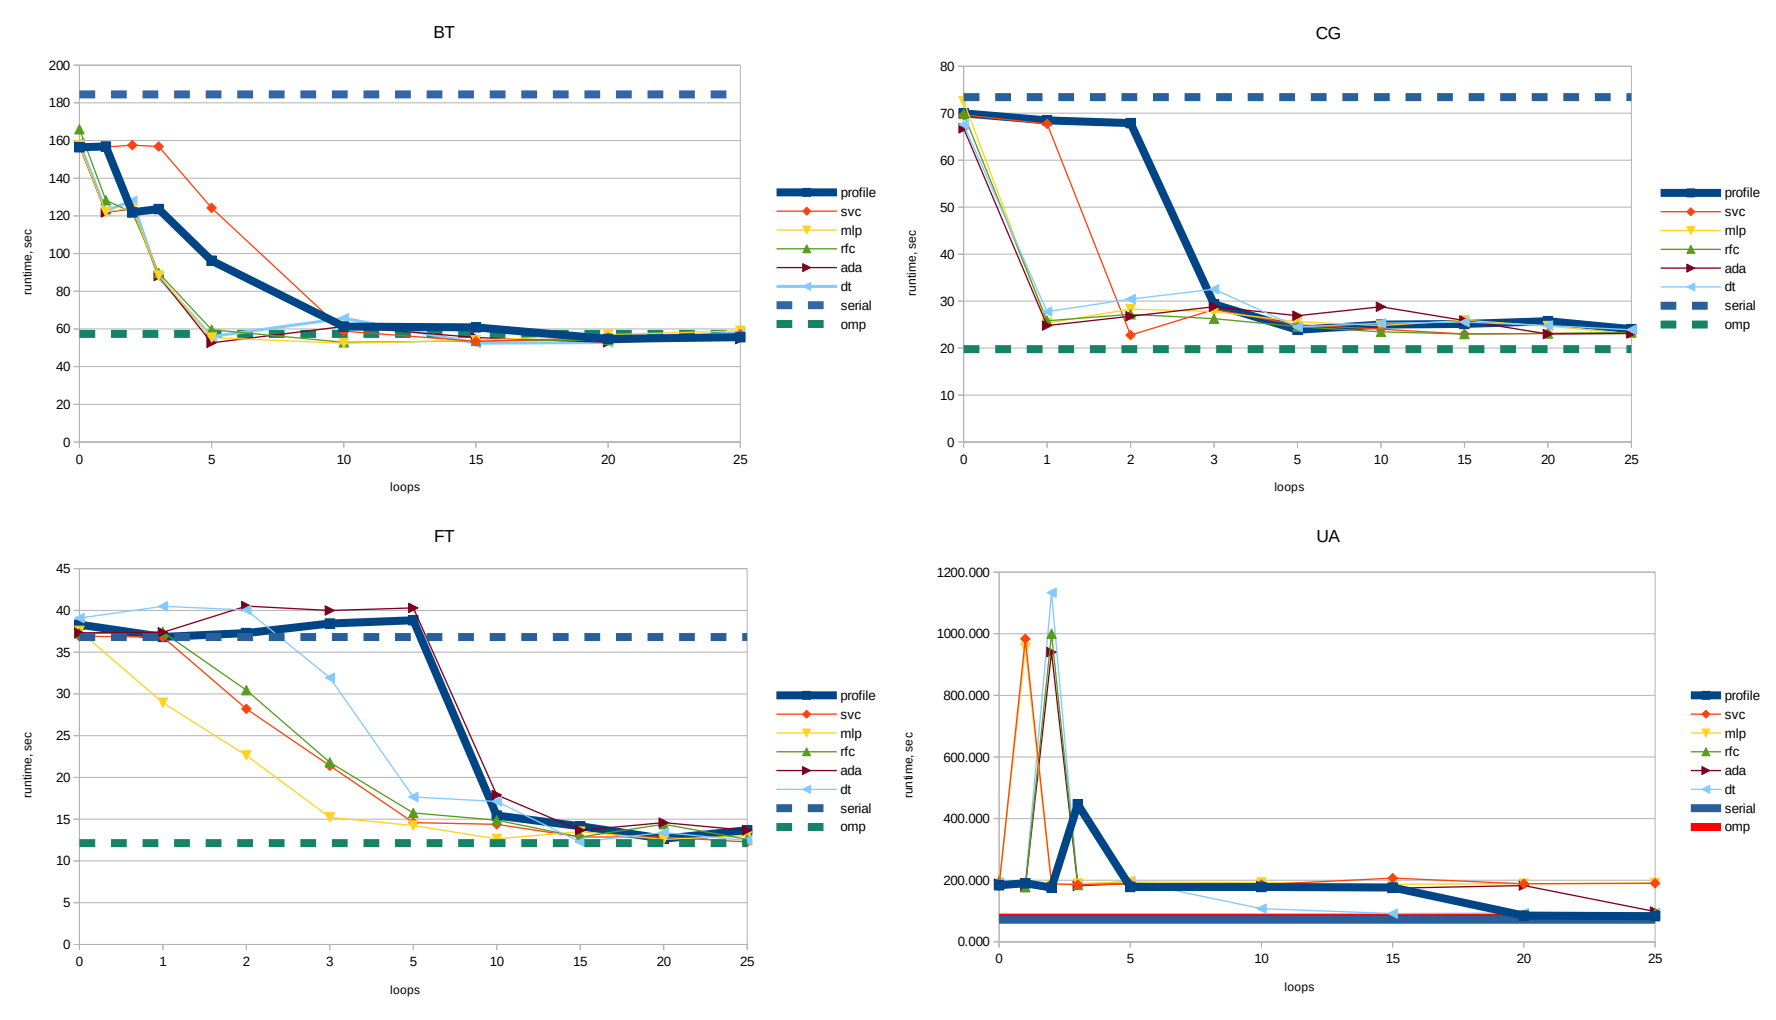 BT
200
180
160
140
120
100
80
60
40
20
0
0 5 10 15 20 25
runtime, sec
loops
profile
svc
mlp
rfc
ada
dt
serial
omp
CG
80
70
60
50
40
30
20
10
0
0 1 2 3 5 10 15 20 25
runtime, sec
loops
profile
svc
mlp
rfc
ada
dt
serial
omp
FT
45
40
35
30
25
20
15
10
5
0
0 1 2 3 5 10 15 20 25
runtime, sec
loops
profile
svc
mlp
rfc
ada
dt
serial
omp
UA
1200.000
1000.000
800.000
600.000
400.000
200.000
0.000
0 5 10 15 20 25
runtime, sec
loops
profile
svc
mlp
rfc
ada
dt
serial
omp